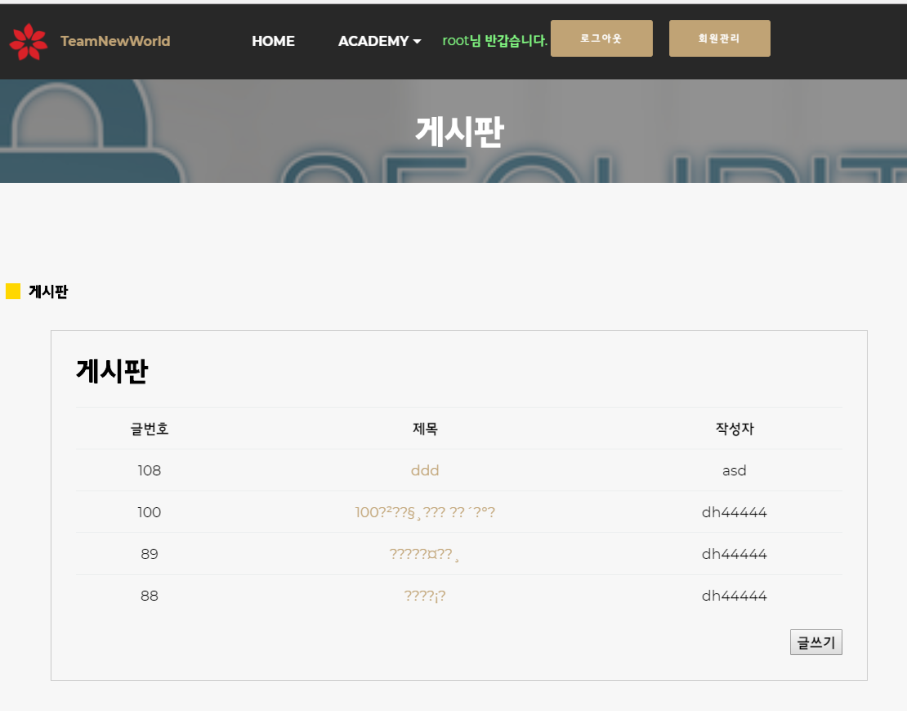 TeamNewWorld HOME ACADEMY root님 반갑습니다. 로그아웃 회원관리
게시판
SECURIT
게시판
게시판
글번호 제목 작성자
108 ddd asd
100 100?²??§¸??? ?? ´?°? dh44444
89 ?????¤??¸ dh44444
88 ????¡? dh44444
글쓰기